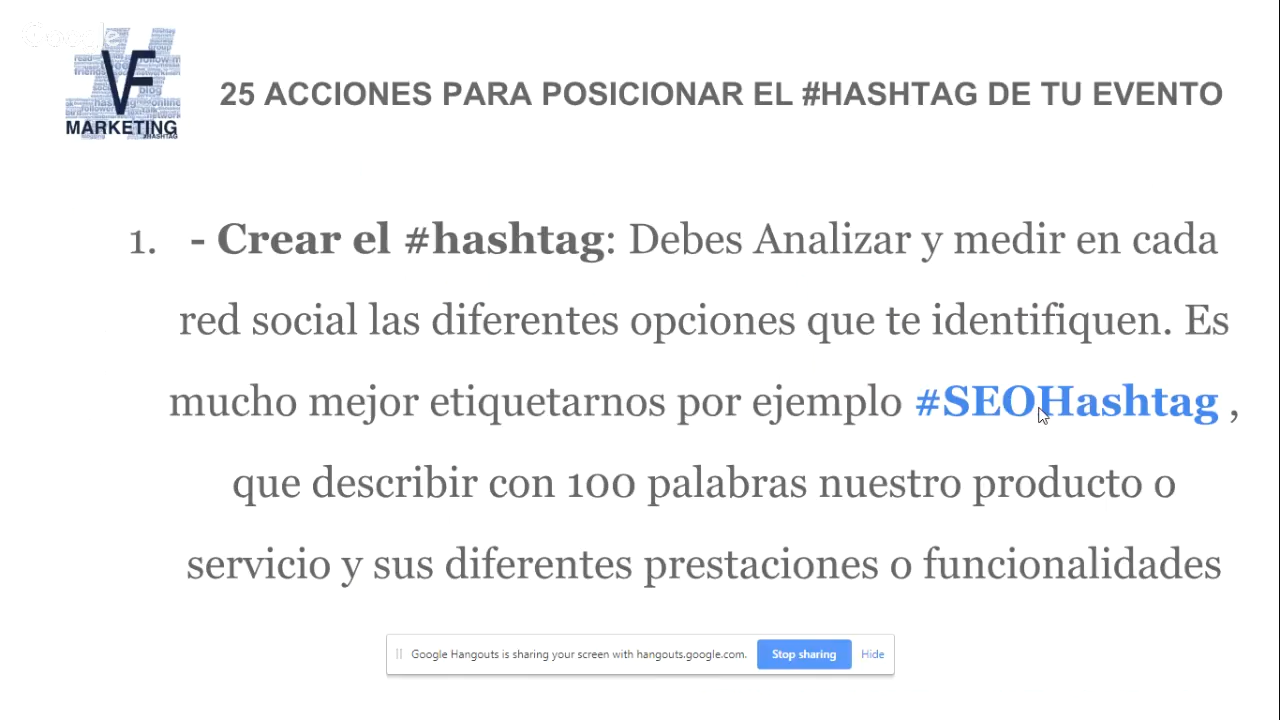 Google
VF
MARKETING
#HASHTAG
25 ACCIONES PARA POSICIONAR EL #HASHTAG DE TU EVENTO
1. - Crear el #hashtag: Debes Analizar y medir en cada
red social las diferentes opciones que te identifiquen. Es
mucho mejor etiquetarnos por ejemplo #SEOHashtag ,
que describir con 100 palabras nuestro producto o
servicio y sus diferentes prestaciones o funcionalidades
Google Hangouts is sharing your screen with hangouts.google.com. Stop sharing Hide